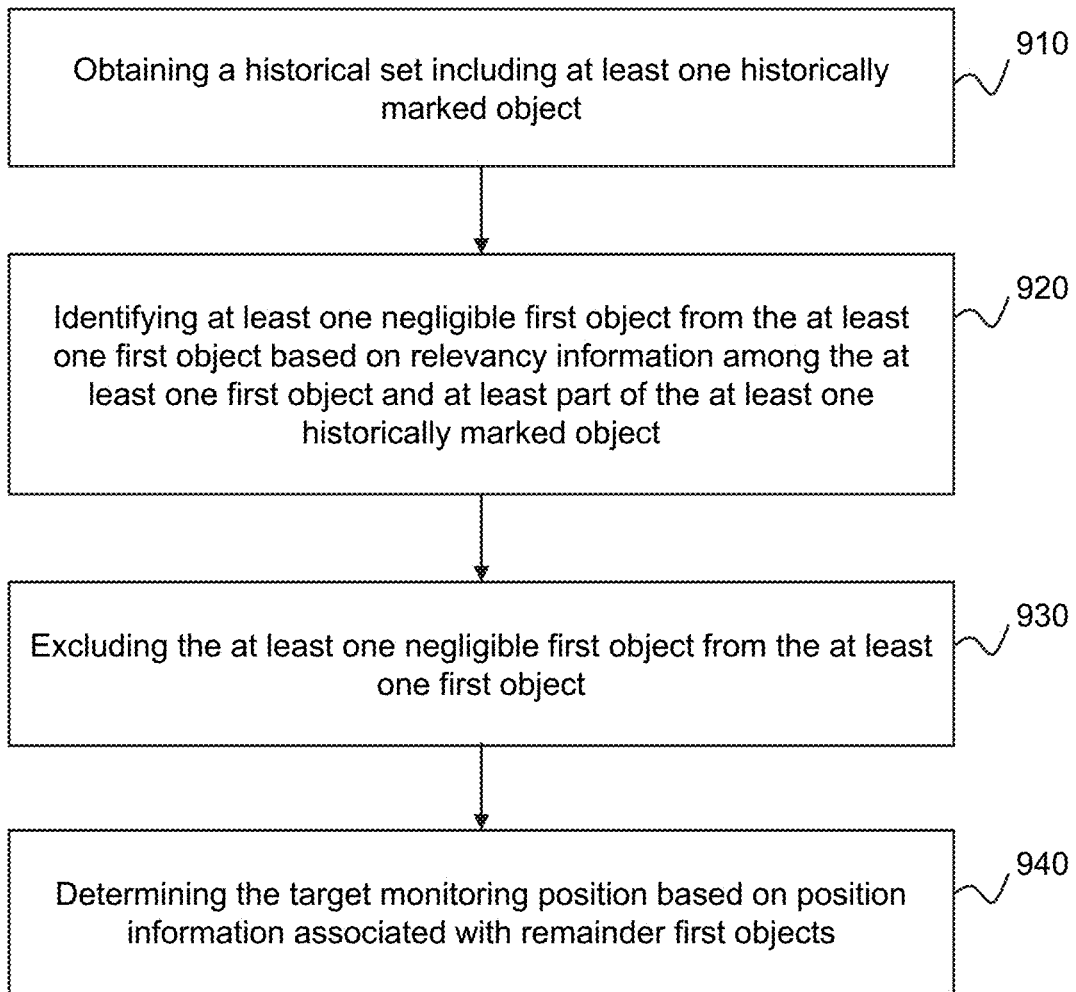 Obtaining a historical set including at least one historically
marked object
910
Identifying at least one negligible first object from the at least
one first object based on relevancy information among the at
least one first object and at least part of the at least one
historically marked object
920
Excluding the at least one negligible first object from the at least
one first object
930
Determining the target monitoring position based on position
information associated with remainder first objects
940